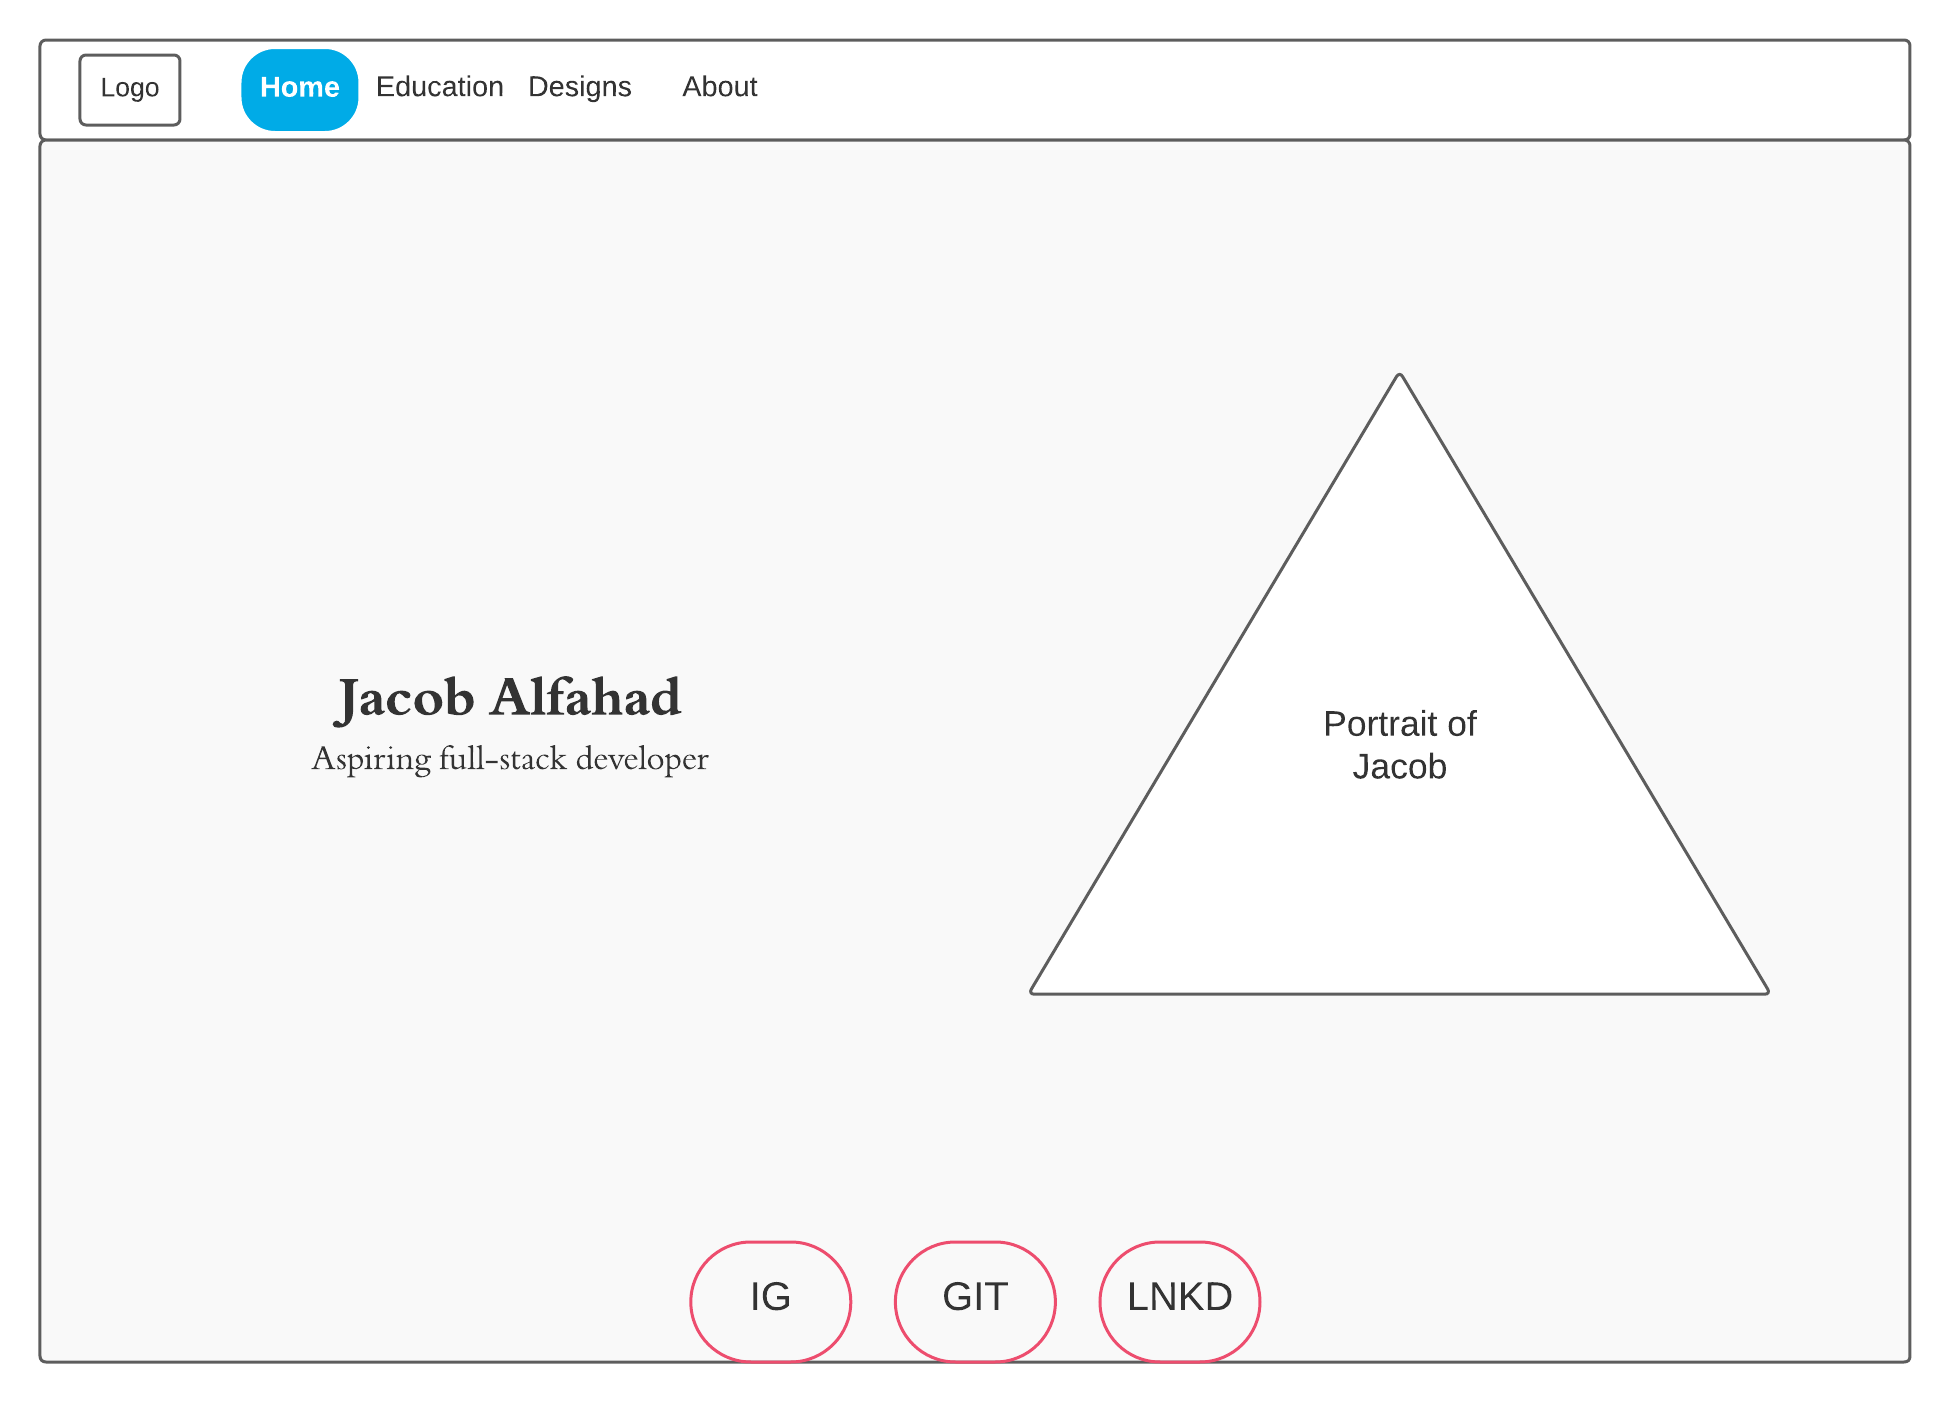 Logo
Home Education Designs About
Jacob Alfahad
Aspiring full-stack developer
Portrait of
Jacob
IG GIT LNKD